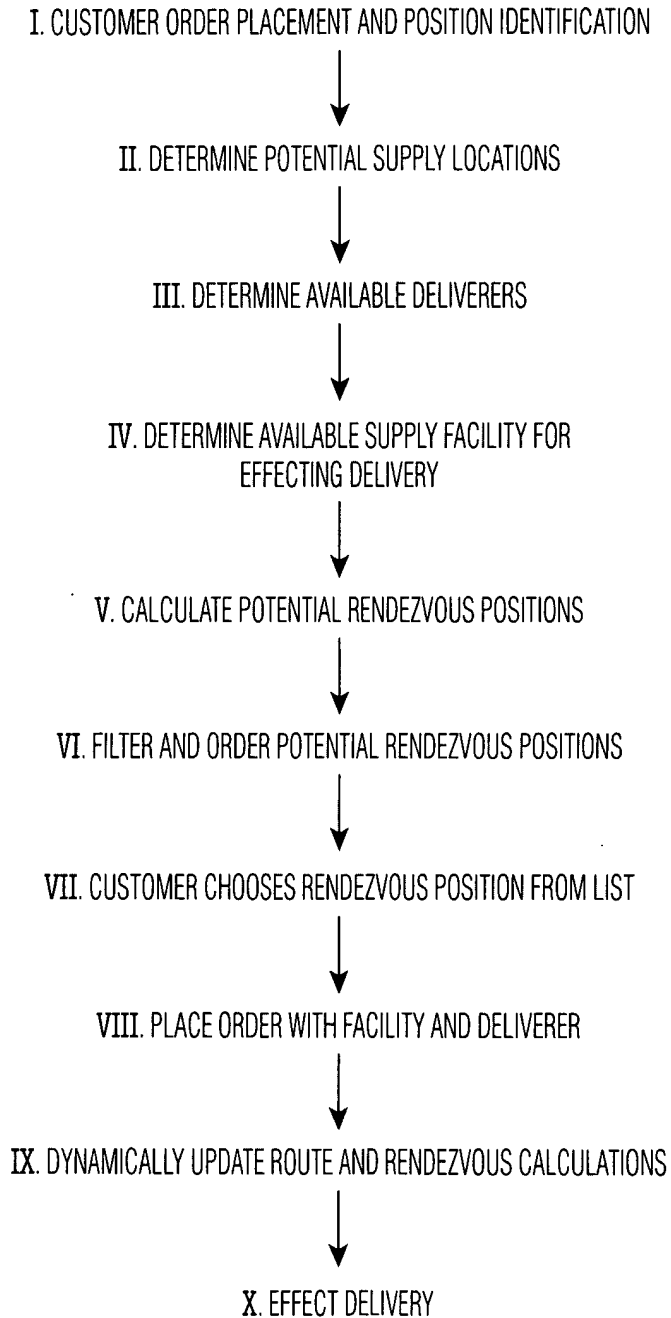 I. CUSTOMER ORDER PLACEMENT AND POSITION IDENTIFICATION
II. DETERMINE POTENTIAL SUPPLY LOCATIONS
III. DETERMINE AVAILABLE DELIVERERS
IV. DETERMINE AVAILABLE SUPPLY FACILITY FOR
EFFECTING DELIVERY
V. CALCULATE POTENTIAL RENDEZVOUS POSITIONS
VI. FILTER AND ORDER POTENTIAL RENDEZVOUS POSITIONS
VII. CUSTOMER CHOOSES RENDEZVOUS POSITION FROM LIST
VIII. PLACE ORDER WITH FACILITY AND DELIVERER
IX. DYNAMICALLY UPDATE ROUTE AND RENDEZVOUS CALCULATIONS
X. EFFECT DELIVERY